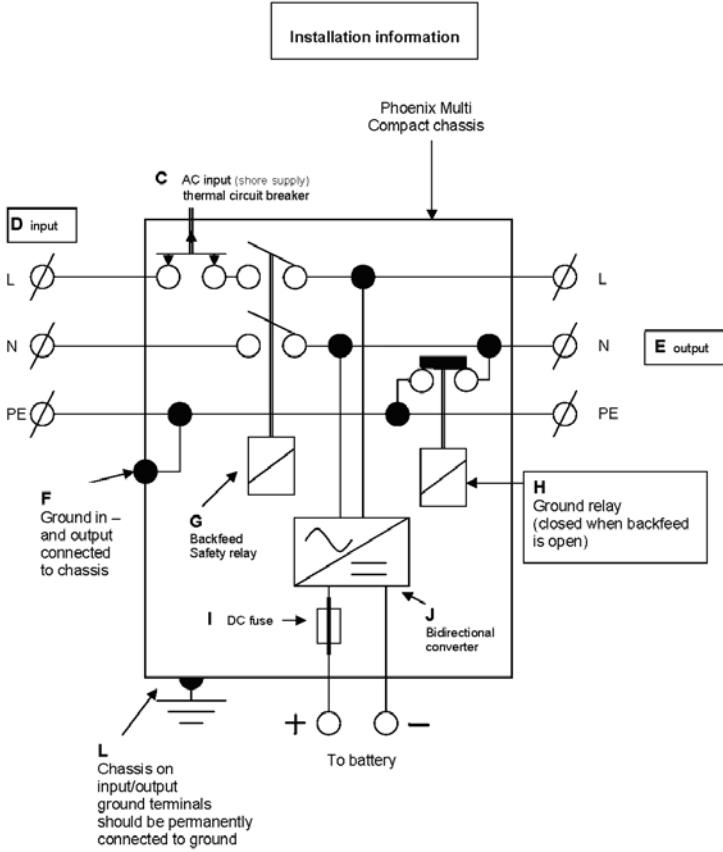 Installation information
Phoenix Multi
Compact chassis
C AC input (shore supply)
thermal circuit breaker
D input
L
L
N
N
E output
PE
PE
F
Ground in –
and output
connected
to chassis
G
Backfeed
Safety relay
H
Ground relay
(closed when backfeed
is open)
I DC fuse
J
Bidirectional
converter
+ –
To battery
L
Chassis on
input/output
ground terminals
should be permanently
connected to ground